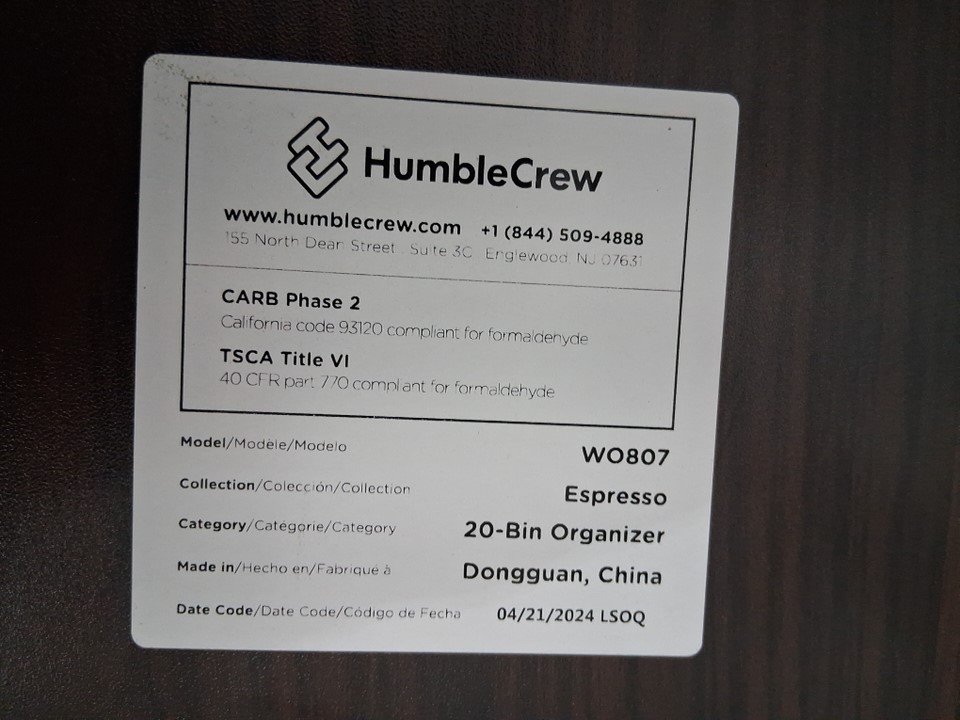 HumbleCrew
www.humblecrew.com +1 (844) 509-4888
155 North Dean Street . Suite 3C Englewood, NJ 07631
CARB Phase 2
California code 93120 compliant for formaldehyde
TSCA Title VI
40 CFR part 770 compliant for formaldehyde
Model/Modèle/Modelo WO807
Collection/Colección/Collection Espresso
Category/Catégorie/Category 20-Bin Organizer
Made in/Hecho en/Fabriqué à Dongguan, China
Date Code/Date Code/Código de Fecha 04/21/2024 LSOQ